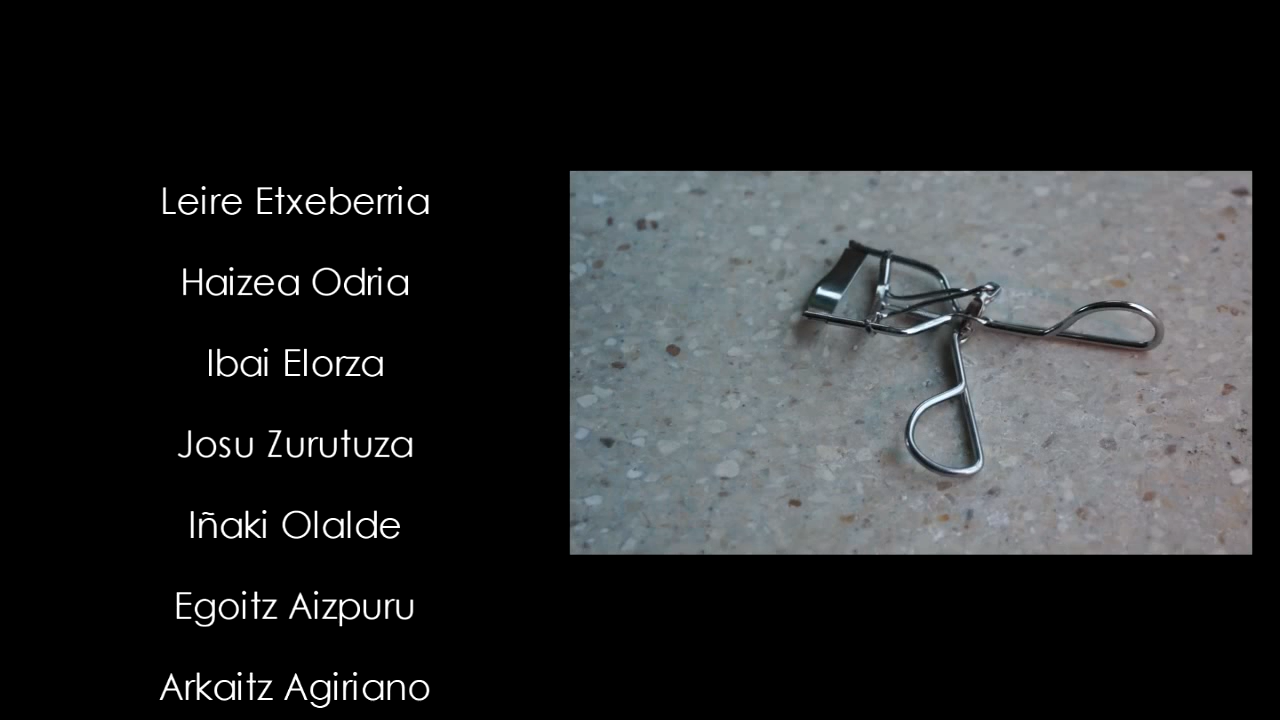 Leire Etxeberria
Haizea Odria
Ibai Elorza
Josu Zurutuza
Iñaki Olalde
Egoitz Aizpuru
Arkaitz Agiriano